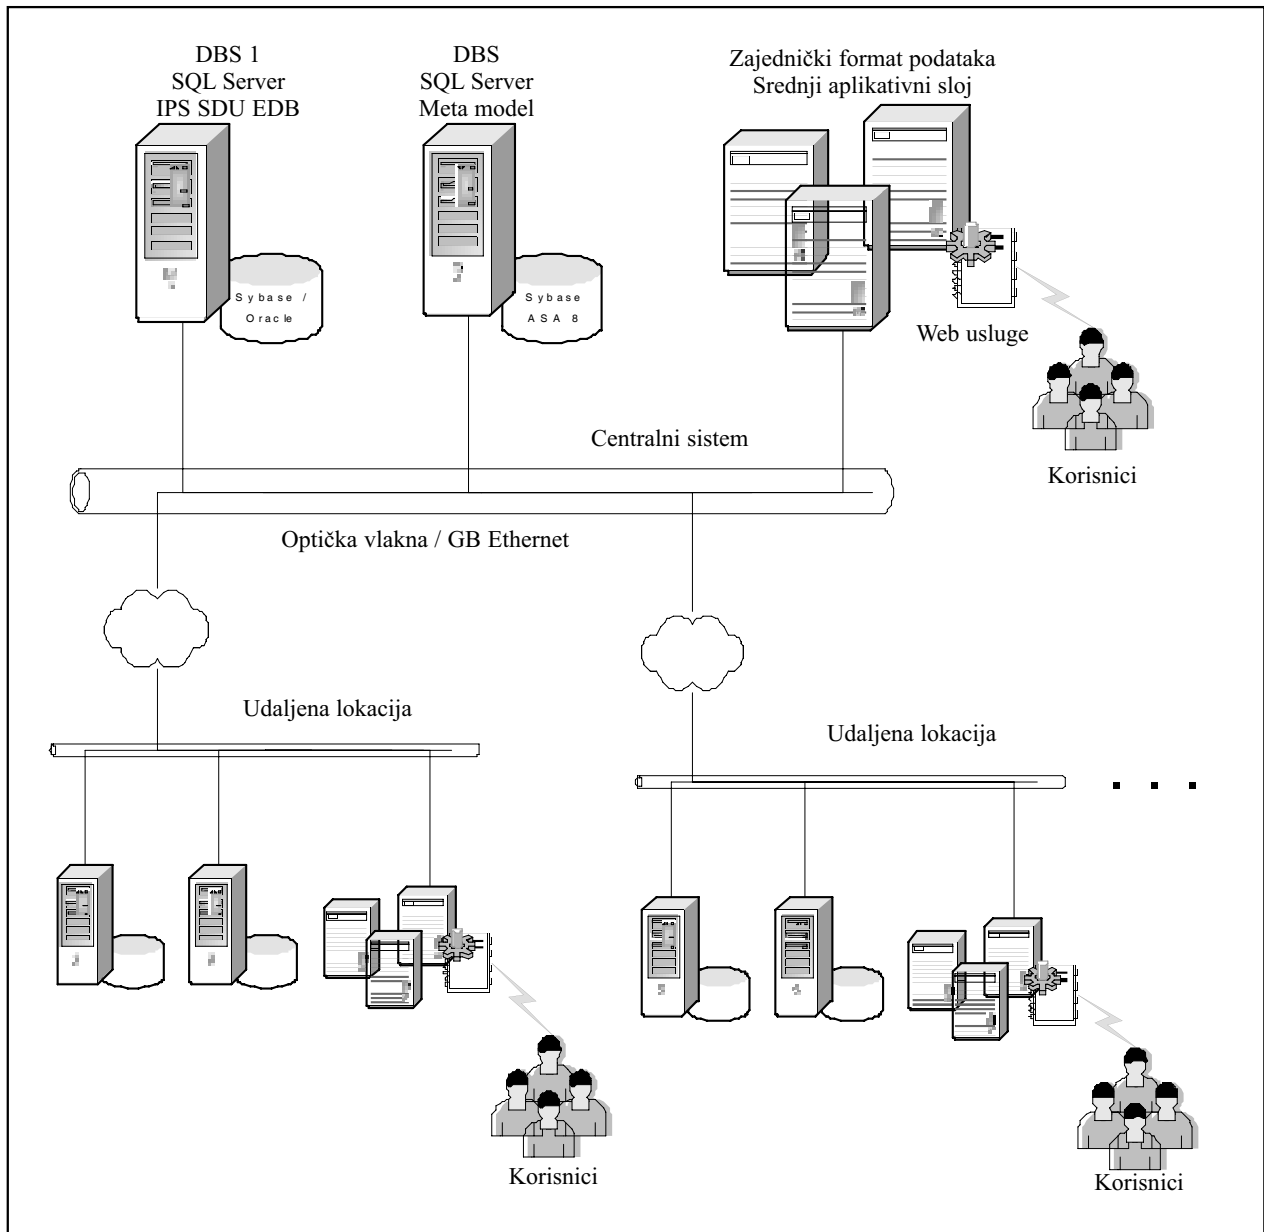 DBS 1
SQL Server
IPS SDU EDB
DBS
SQL Server
Meta model
Zajednički format podataka
Srednji aplikativni sloj
Sybase /
Oracle
Sybase
ASA 8
Web usluge
Korisnici
Centralni sistem
Optička vlakna / GB Ethernet
Udaljena lokacija
Udaljena lokacija
. . .
Korisnici
Korisnici